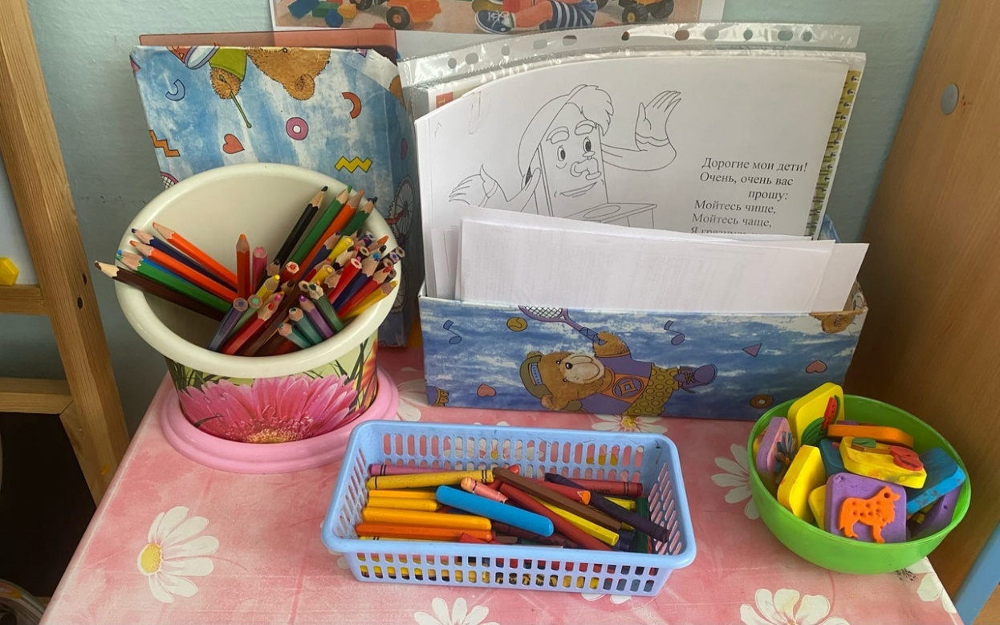 Дорогие мои дети!
Очень, очень вас
прошу:
Мойтесь чище,
Мойтесь чаще,